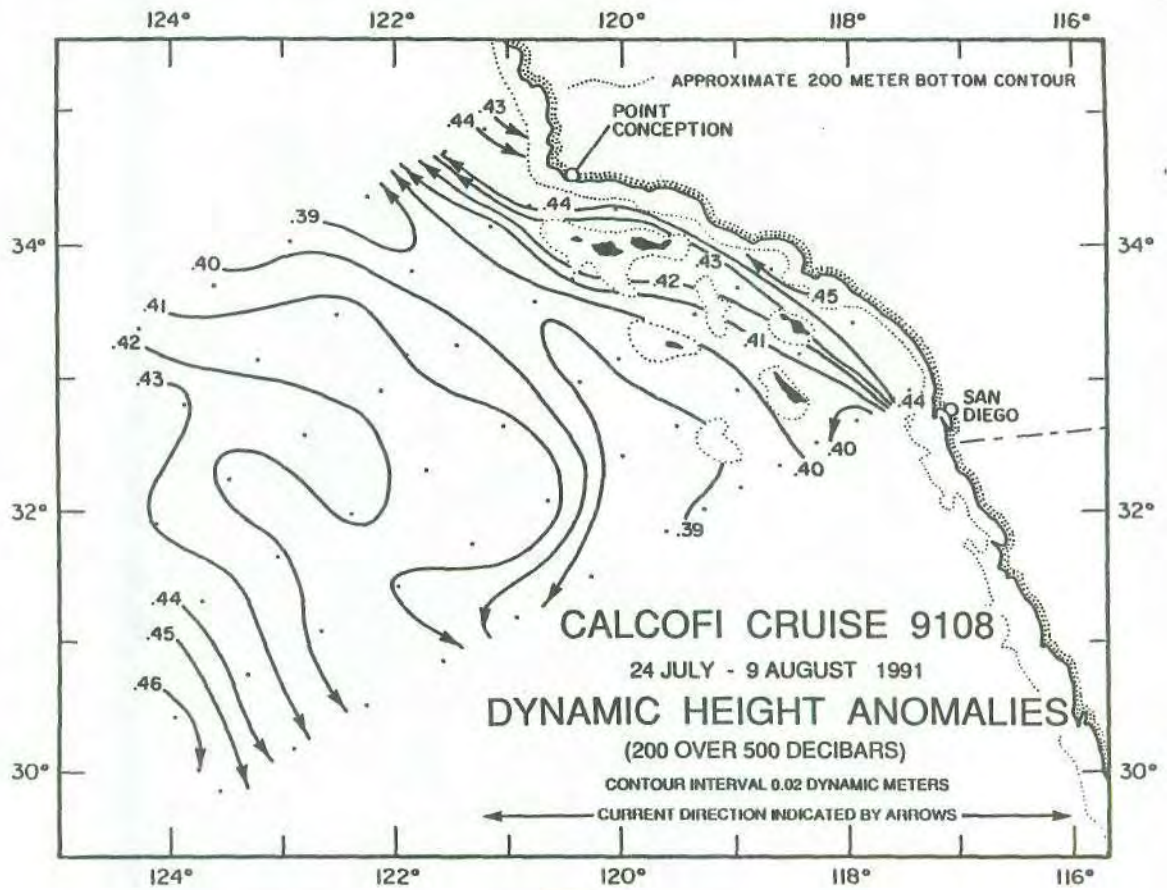 124° 122° 120° 118° 116°
APPROXIMATE 200 METER BOTTOM CONTOUR
.43
.44
POINT
CONCEPTION
.44
.39
34° 34°
.40
.43
.42
.45
.41
.41
.42
.43
.44
SAN
DIEGO
.40
.40
32° 32°
.39
.44
CALCOFI CRUISE 9108
.45
24 JULY - 9 AUGUST 1991
.46
DYNAMIC HEIGHT ANOMALIES
(200 OVER 500 DECIBARS)
30° 30°
CONTOUR INTERVAL 0.02 DYNAMIC METERS
CURRENT DIRECTION INDICATED BY ARROWS
124° 122° 120° 118° 116°